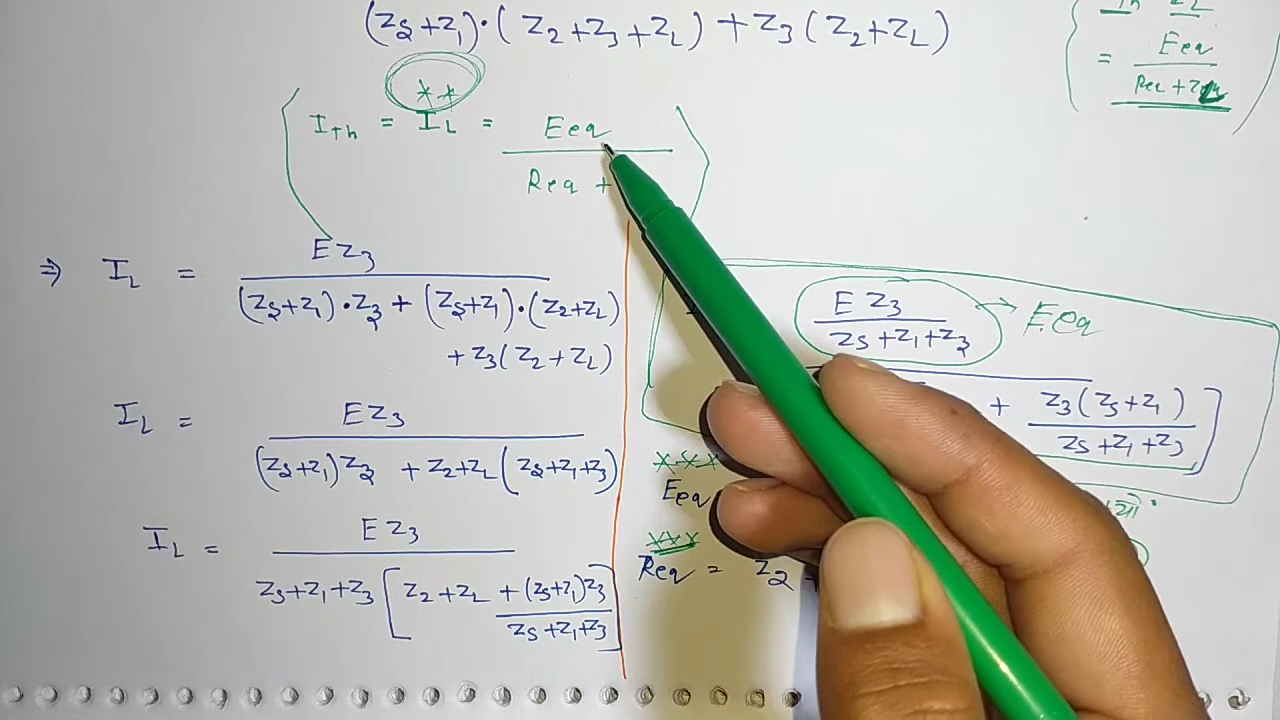 (Zs+Z1)·(Z2+Z3+ZL)+Z3(Z2+ZL)
= Eeq / Req+ZL
**
ITh = IL = Eeq / Req +
⇒ IL = EZ3 / (Zs+Z1)·Z3 + (Zs+Z1)·(Z2+ZL)
+ Z3(Z2+ZL)
IL = EZ3 / (Zs+Z1)Z3 + Z2+ZL(Zs+Z1+Z3)
IL = EZ3 / Zs+Z1+Z3[Z2+ZL + (Zs+Z1)Z3 / Zs+Z1+Z3]
EZ3 / Zs+Z1+Z3 → Eeq
+ Z3(Zs+Z1) / Zs+Z1+Z3]
***
Eeq
***
Req = Z2 +